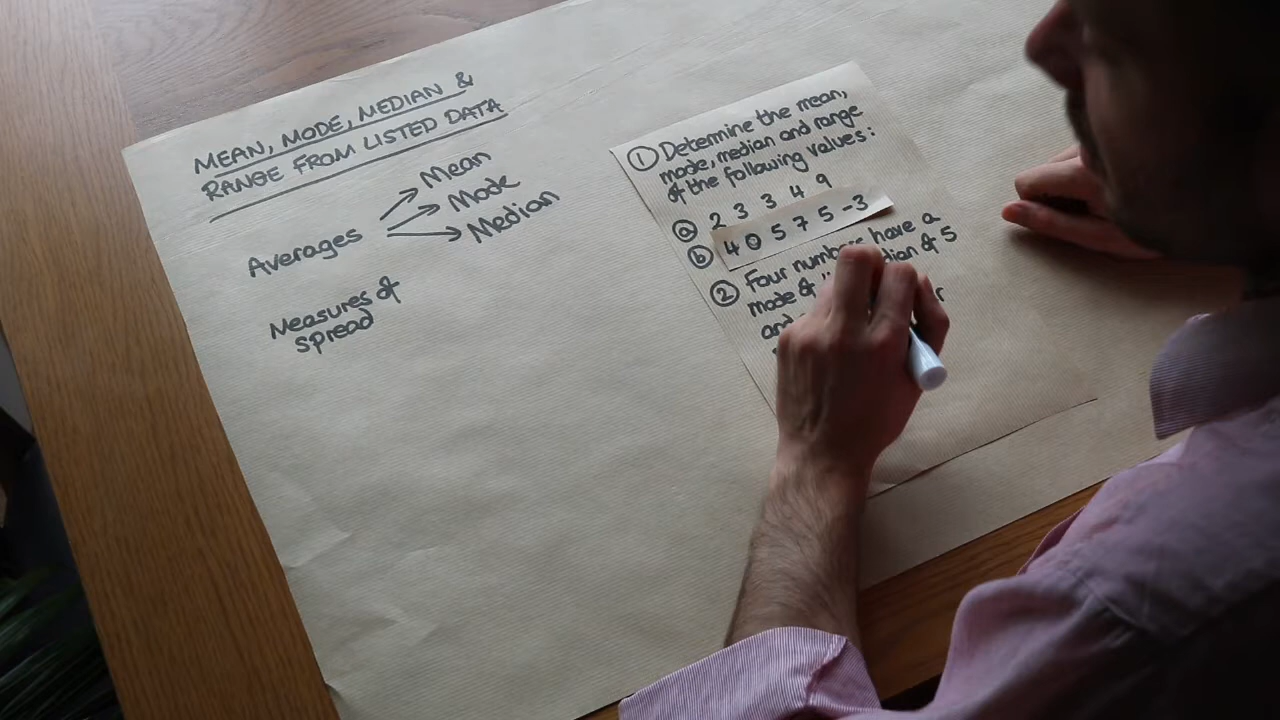 MEAN, MODE, MEDIAN &
RANGE FROM LISTED DATA
Averages
Mean
Mode
Median
Measures of
spread
① Determine the mean,
mode, median and range
of the following values:
ⓐ 2 3 3 4 9
ⓑ 4 0 5 7 5 -3
② Four numbers have a
mode of of 5